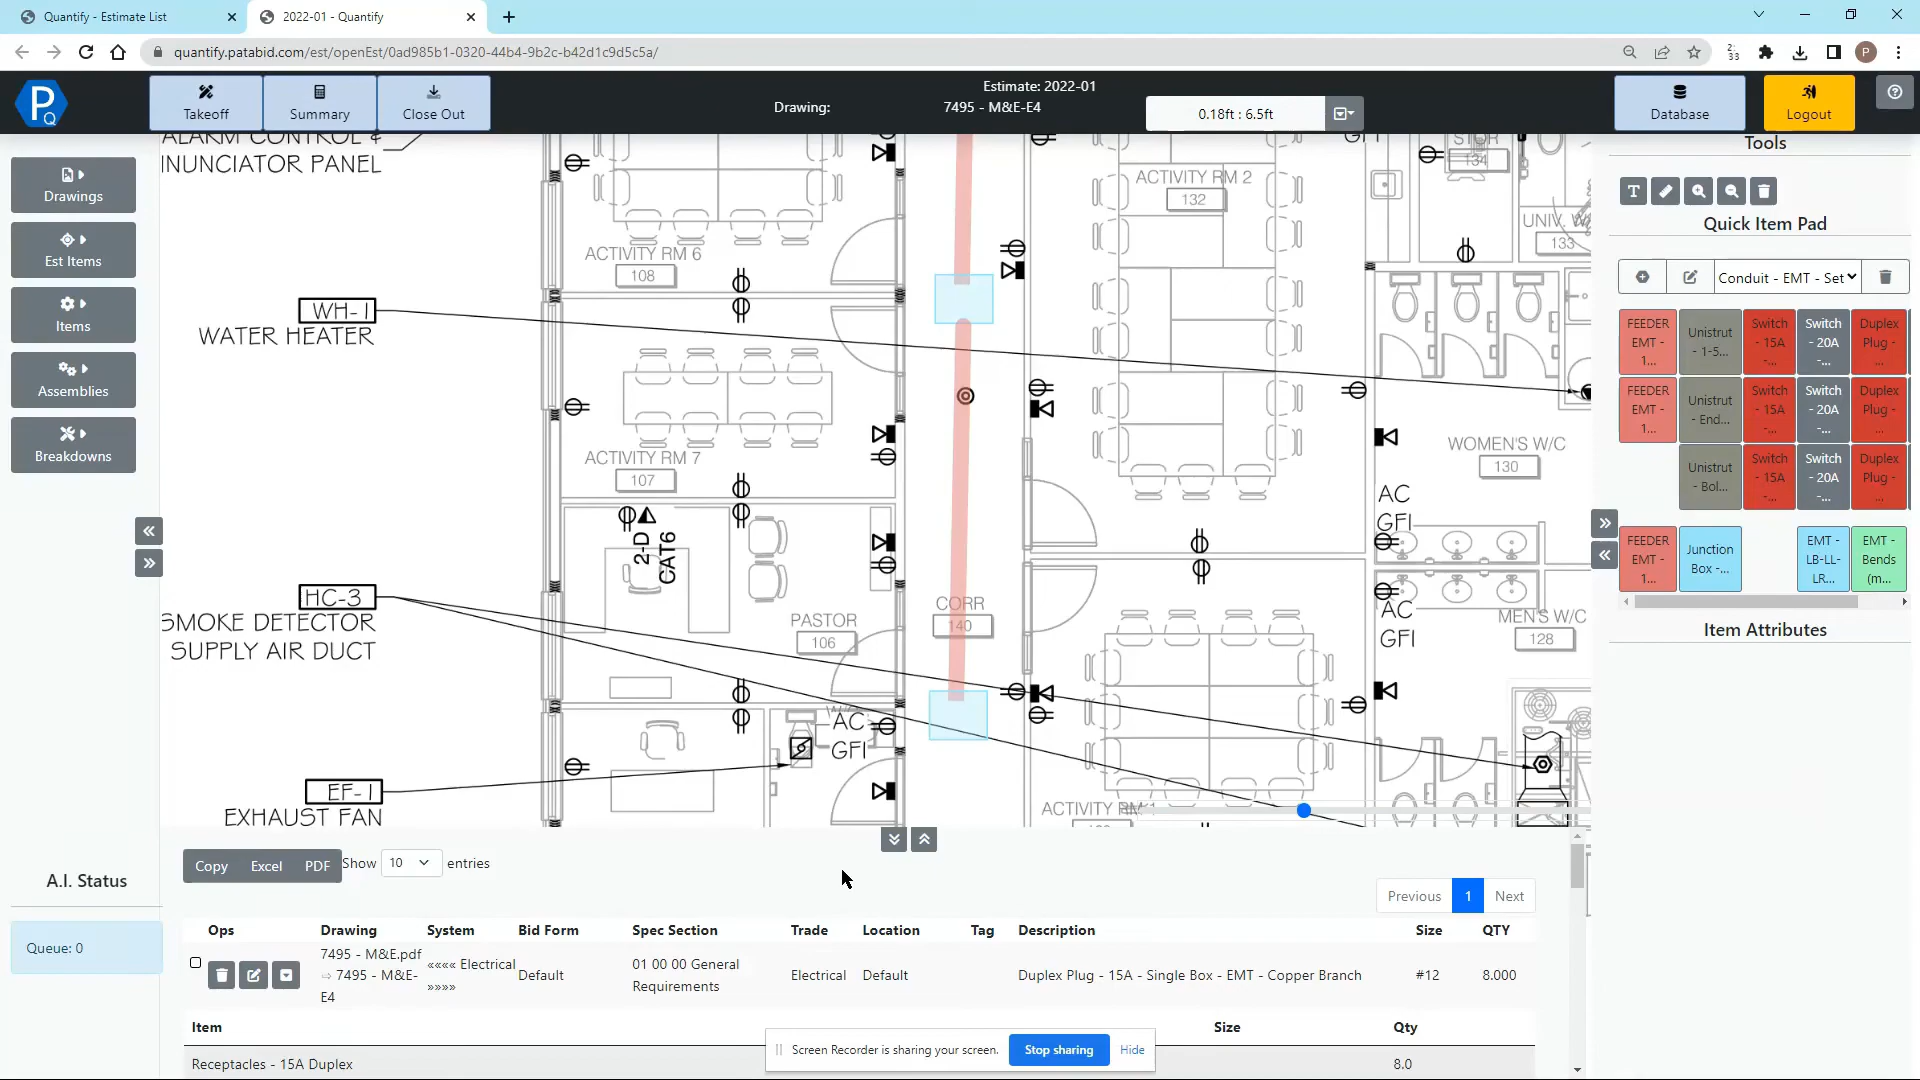 Quantify - Estimate List
2022-01 - Quantify
quantify.patabid.com/est/openEst/0ad985b1-0320-44b4-9b2c-b42d1c9d5c5a/
Takeoff
Summary
Close Out
Drawing:
Estimate: 2022-01
7495 - M&E-E4
0.18ft : 6.5ft
Database
Logout
Drawings
Est Items
Items
Assemblies
Breakdowns
A.I. Status
Queue: 0
ALARM CONTROL &
INUNCIATOR PANEL
WH-1
WATER HEATER
HC-3
SMOKE DETECTOR
SUPPLY AIR DUCT
EF-1
EXHAUST FAN
ACTIVITY RM 6
108
ACTIVITY RM 7
107
2-D
CAT6
PASTOR
106
AC
GFI
CORR
140
ACTIVITY RM 2
132
ACTIVITY RM 1
STOR
134
UNIV. W
133
WOMEN'S W/C
130
AC
GFI
AC
GFI
MEN'S W/C
128
Tools
Quick Item Pad
Conduit - EMT - Set
FEEDER EMT - 1...
Unistrut - 1-5...
Switch - 15A -...
Switch - 20A -...
Duplex Plug - ...
FEEDER EMT - 1...
Unistrut - End...
Switch - 15A -...
Switch - 20A -...
Duplex Plug - ...
Unistrut - Bol...
Switch - 15A -...
Switch - 20A -...
Duplex Plug - ...
FEEDER EMT - 1...
Junction Box -...
EMT - LB-LL-LR...
EMT - Bends (m...
Item Attributes
Copy Excel PDF Show 10 entries
Previous 1 Next
Ops Drawing System Bid Form Spec Section Trade Location Tag Description Size QTY
7495 - M&E.pdf ⇨ 7495 - M&E-E4 «««« Electrical »»»» Default 01 00 00 General Requirements Electrical Default Duplex Plug - 15A - Single Box - EMT - Copper Branch #12 8.000
Item Size Qty
Receptacles - 15A Duplex 8.0
Screen Recorder is sharing your screen. Stop sharing Hide